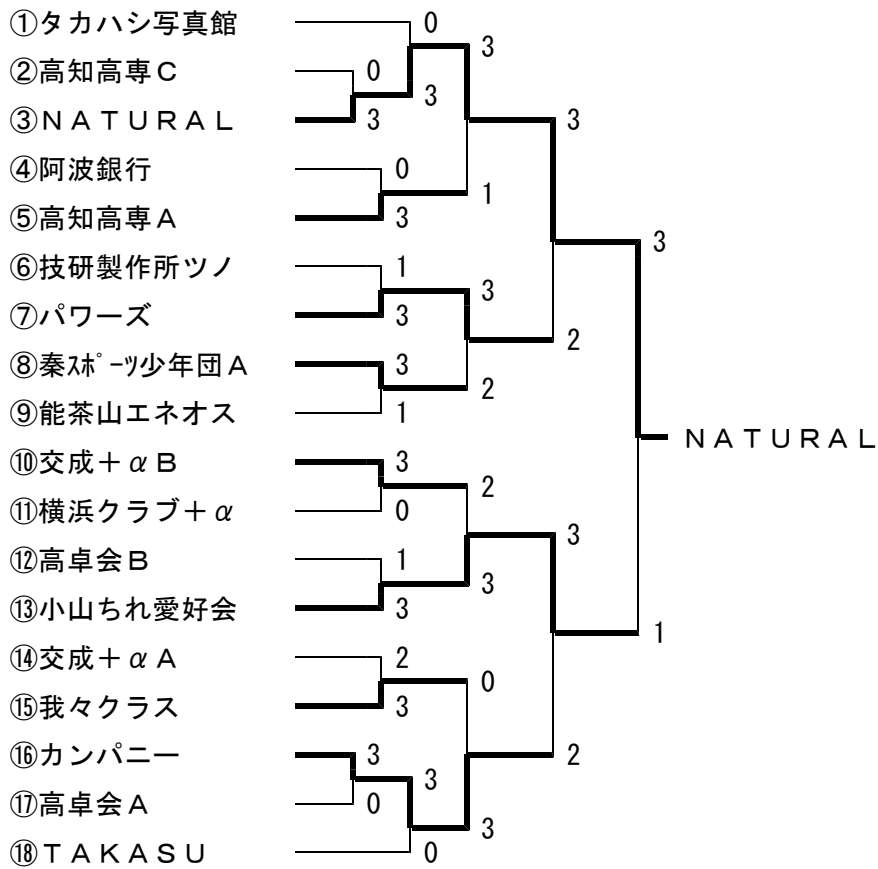 ①タカハシ写真館 0
3
②高知高専Ｃ 0
3
③ＮＡＴＵＲＡＬ 3
3
④阿波銀行 0
1
⑤高知高専Ａ 3
3
⑥技研製作所ツノ 1
3
⑦パワーズ 3
2
⑧秦ｽﾎﾟｰﾂ少年団Ａ 3
2
⑨能茶山エネオス 1
ＮＡＴＵＲＡＬ
⑩交成＋αＢ 3
2
⑪横浜クラブ＋α 0
3
⑫高卓会Ｂ 1
3
⑬小山ちれ愛好会 3
1
⑭交成＋αＡ 2
0
⑮我々クラス 3
⑯カンパニー 3
2
3
⑰高卓会Ａ 0
3
⑱ＴＡＫＡＳＵ 0